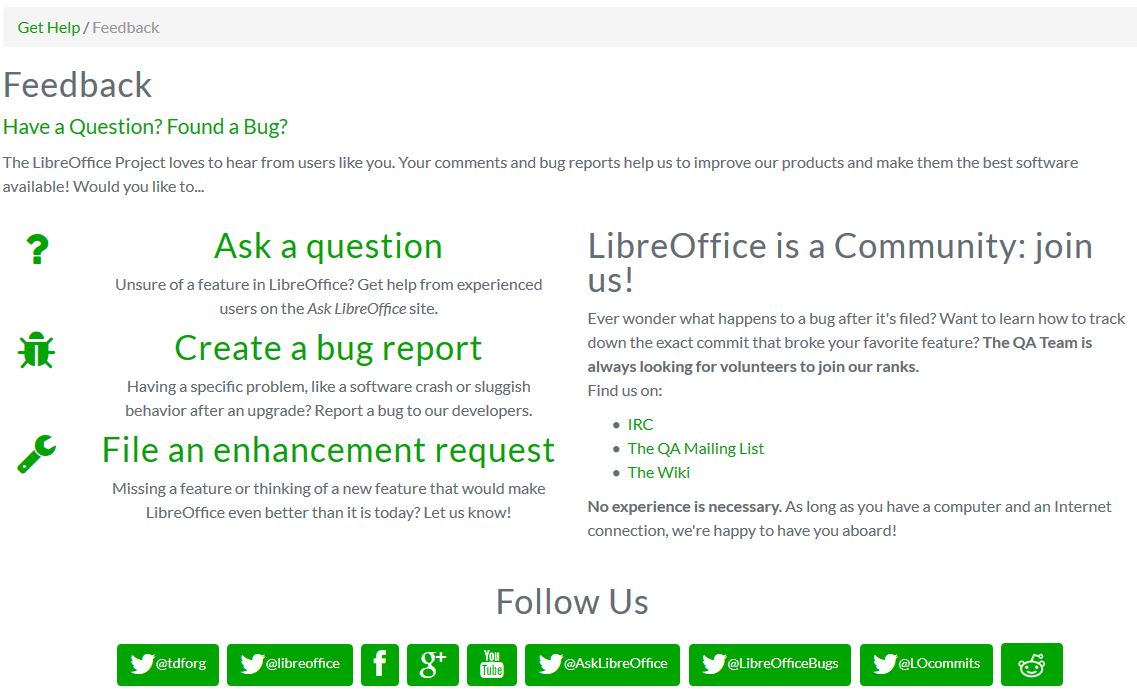 Get Help / Feedback
Feedback
Have a Question? Found a Bug?
The LibreOffice Project loves to hear from users like you. Your comments and bug reports help us to improve our products and make them the best software
available! Would you like to...
?
Ask a question
Unsure of a feature in LibreOffice? Get help from experienced
users on the Ask LibreOffice site.
Create a bug report
Having a specific problem, like a software crash or sluggish
behavior after an upgrade? Report a bug to our developers.
File an enhancement request
Missing a feature or thinking of a new feature that would make
LibreOffice even better than it is today? Let us know!
LibreOffice is a Community: join
us!
Ever wonder what happens to a bug after it's filed? Want to learn how to track
down the exact commit that broke your favorite feature? The QA Team is
always looking for volunteers to join our ranks.
Find us on:
• IRC
• The QA Mailing List
• The Wiki
No experience is necessary. As long as you have a computer and an Internet
connection, we're happy to have you aboard!
Follow Us
@tdforg @libreoffice f g+ You Tube @AskLibreOffice @LibreOfficeBugs @LOcommits